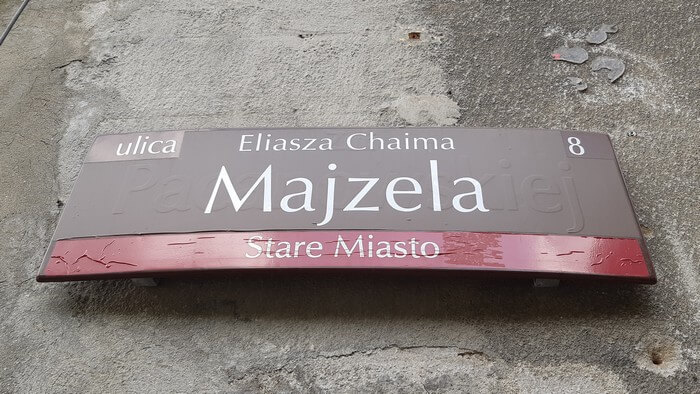 ulica Eliasza Chaima 8
Majzela
Stare Miasto